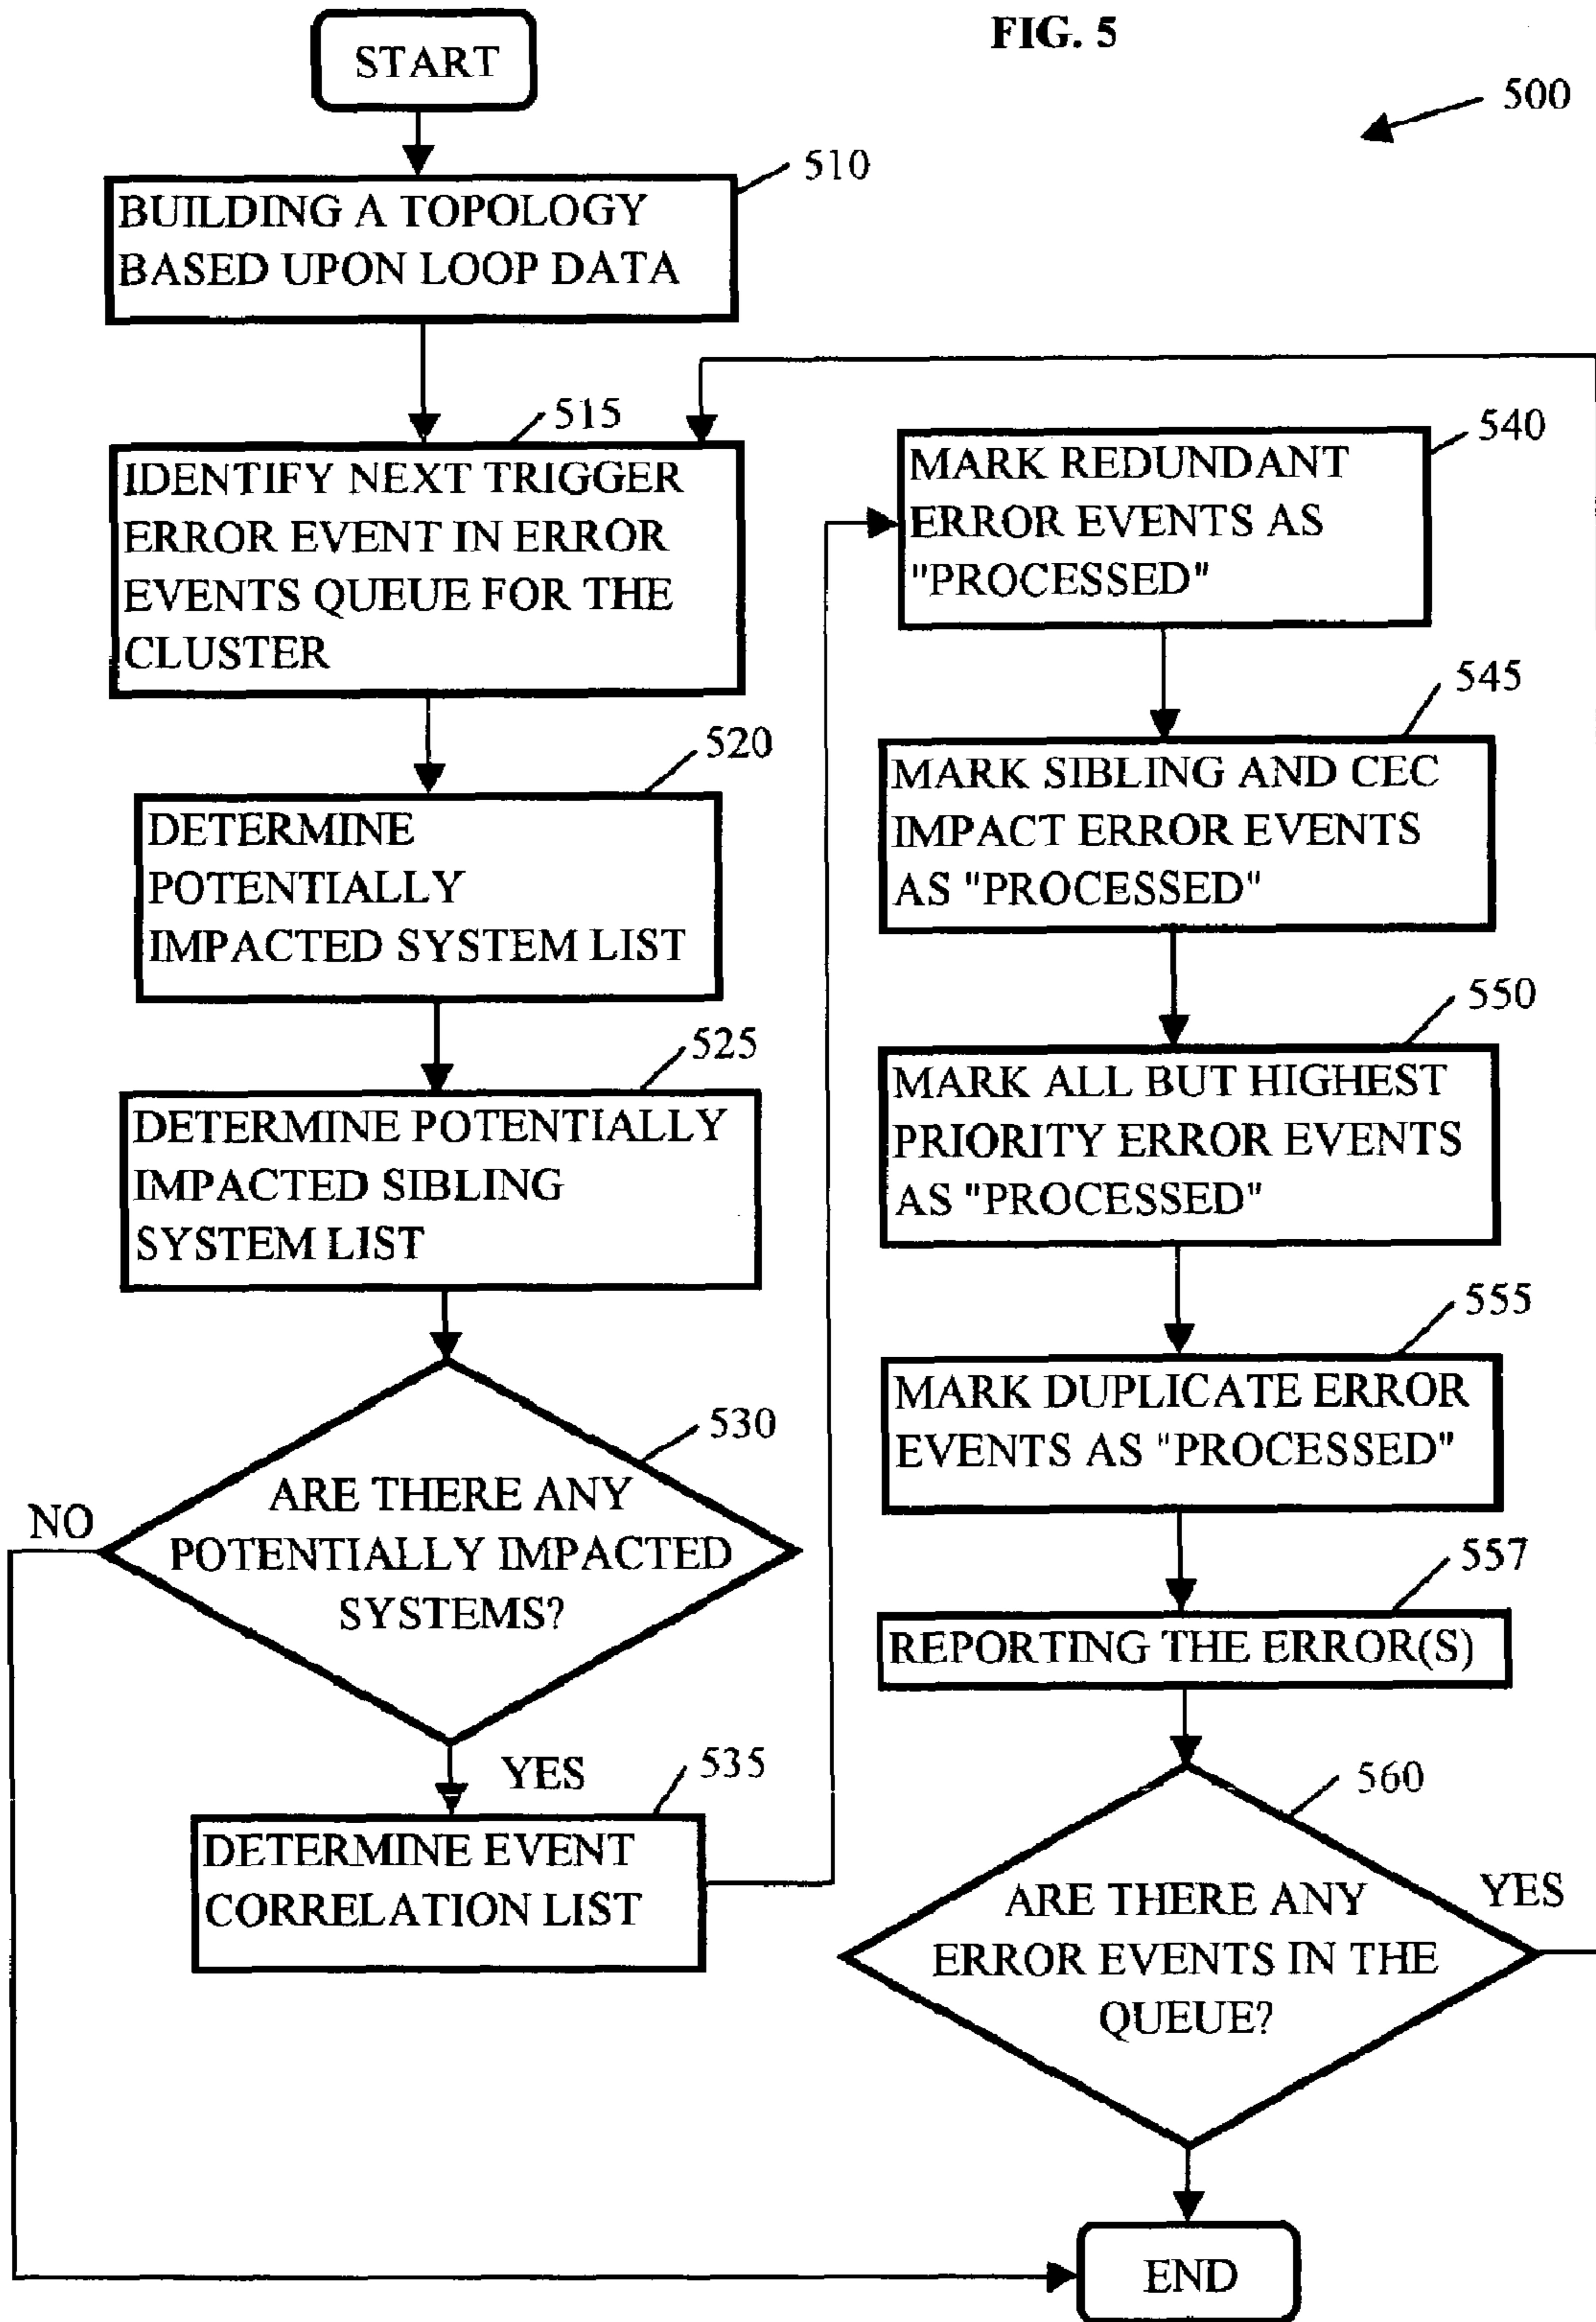 FIG. 5
500
START
510
BUILDING A TOPOLOGY
BASED UPON LOOP DATA
515
IDENTIFY NEXT TRIGGER
ERROR EVENT IN ERROR
EVENTS QUEUE FOR THE
CLUSTER
520
DETERMINE
POTENTIALLY
IMPACTED SYSTEM LIST
525
DETERMINE POTENTIALLY
IMPACTED SIBLING
SYSTEM LIST
530
ARE THERE ANY
POTENTIALLY IMPACTED
SYSTEMS?
NO
YES
535
DETERMINE EVENT
CORRELATION LIST
540
MARK REDUNDANT
ERROR EVENTS AS
"PROCESSED"
545
MARK SIBLING AND CEC
IMPACT ERROR EVENTS
AS "PROCESSED"
550
MARK ALL BUT HIGHEST
PRIORITY ERROR EVENTS
AS "PROCESSED"
555
MARK DUPLICATE ERROR
EVENTS AS "PROCESSED"
557
REPORTING THE ERROR(S)
560
ARE THERE ANY
ERROR EVENTS IN THE
QUEUE?
YES
END